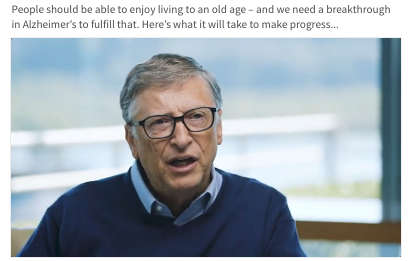 People should be able to enjoy living to an old age – and we need a breakthrough
in Alzheimer’s to fulfill that. Here’s what it will take to make progress...